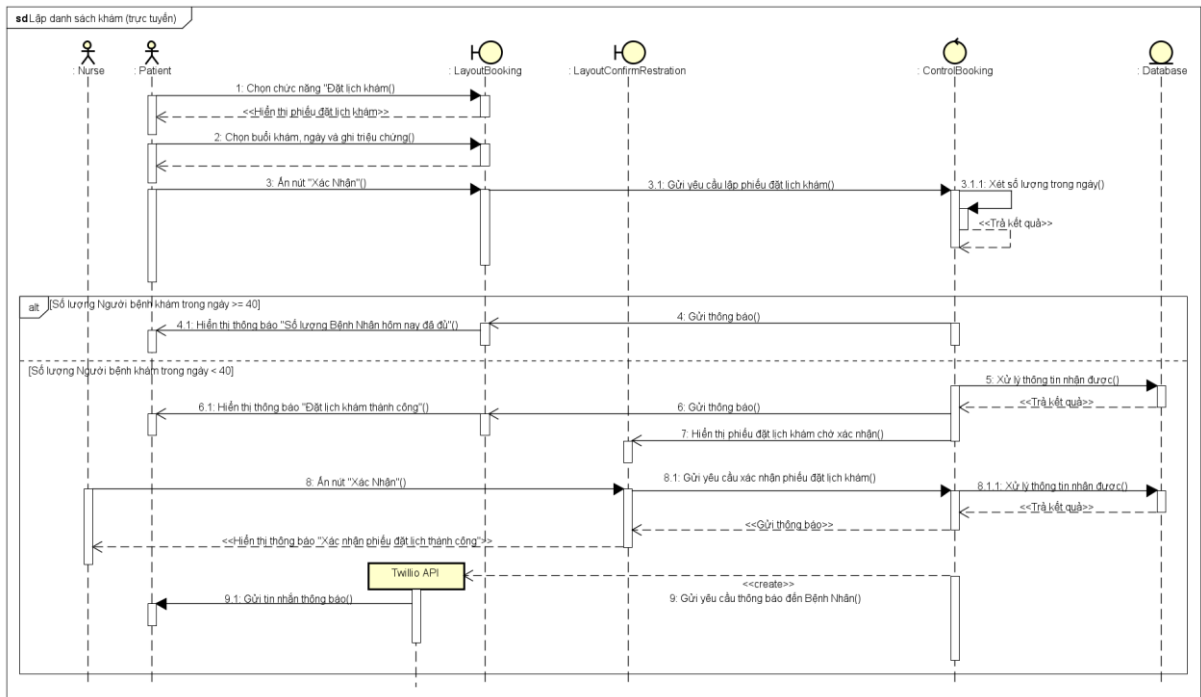 sd Lập danh sách khám (trực tuyến)
: Nurse
: Patient
: LayoutBooking
: LayoutConfirmRestration
: ControlBooking
: Database
1: Chọn chức năng "Đặt lịch khám()
<<Hiển thị phiếu đặt lịch khám>>
2: Chọn buổi khám, ngày và ghi triệu chứng()
3: Ấn nút "Xác Nhận"()
3.1: Gửi yêu cầu lập phiếu đặt lịch khám()
3.1.1: Xét số lượng trong ngày()
<<Trả kết quả>>
alt
[Số lượng Người bệnh khám trong ngày >= 40]
4: Gửi thông báo()
4.1: Hiển thị thông báo "Số lượng Bệnh Nhân hôm nay đã đủ"()
[Số lượng Người bệnh khám trong ngày < 40]
5: Xử lý thông tin nhận được()
<<Trả kết quả>>
6.1: Hiển thị thông báo "Đặt lịch khám thành công"()
6: Gửi thông báo()
7: Hiển thị phiếu đặt lịch khám chờ xác nhận()
8: Ấn nút "Xác Nhận"()
8.1: Gửi yêu cầu xác nhận phiếu đặt lịch khám()
8.1.1: Xử lý thông tin nhận được()
<<Trả kết quả>>
<<Gửi thông báo>>
<<Hiển thị thông báo "Xác nhận phiếu đặt lịch thành công">>
Twillio API
<<create>>
9: Gửi yêu cầu thông báo đến Bệnh Nhân()
9.1: Gửi tin nhắn thông báo()